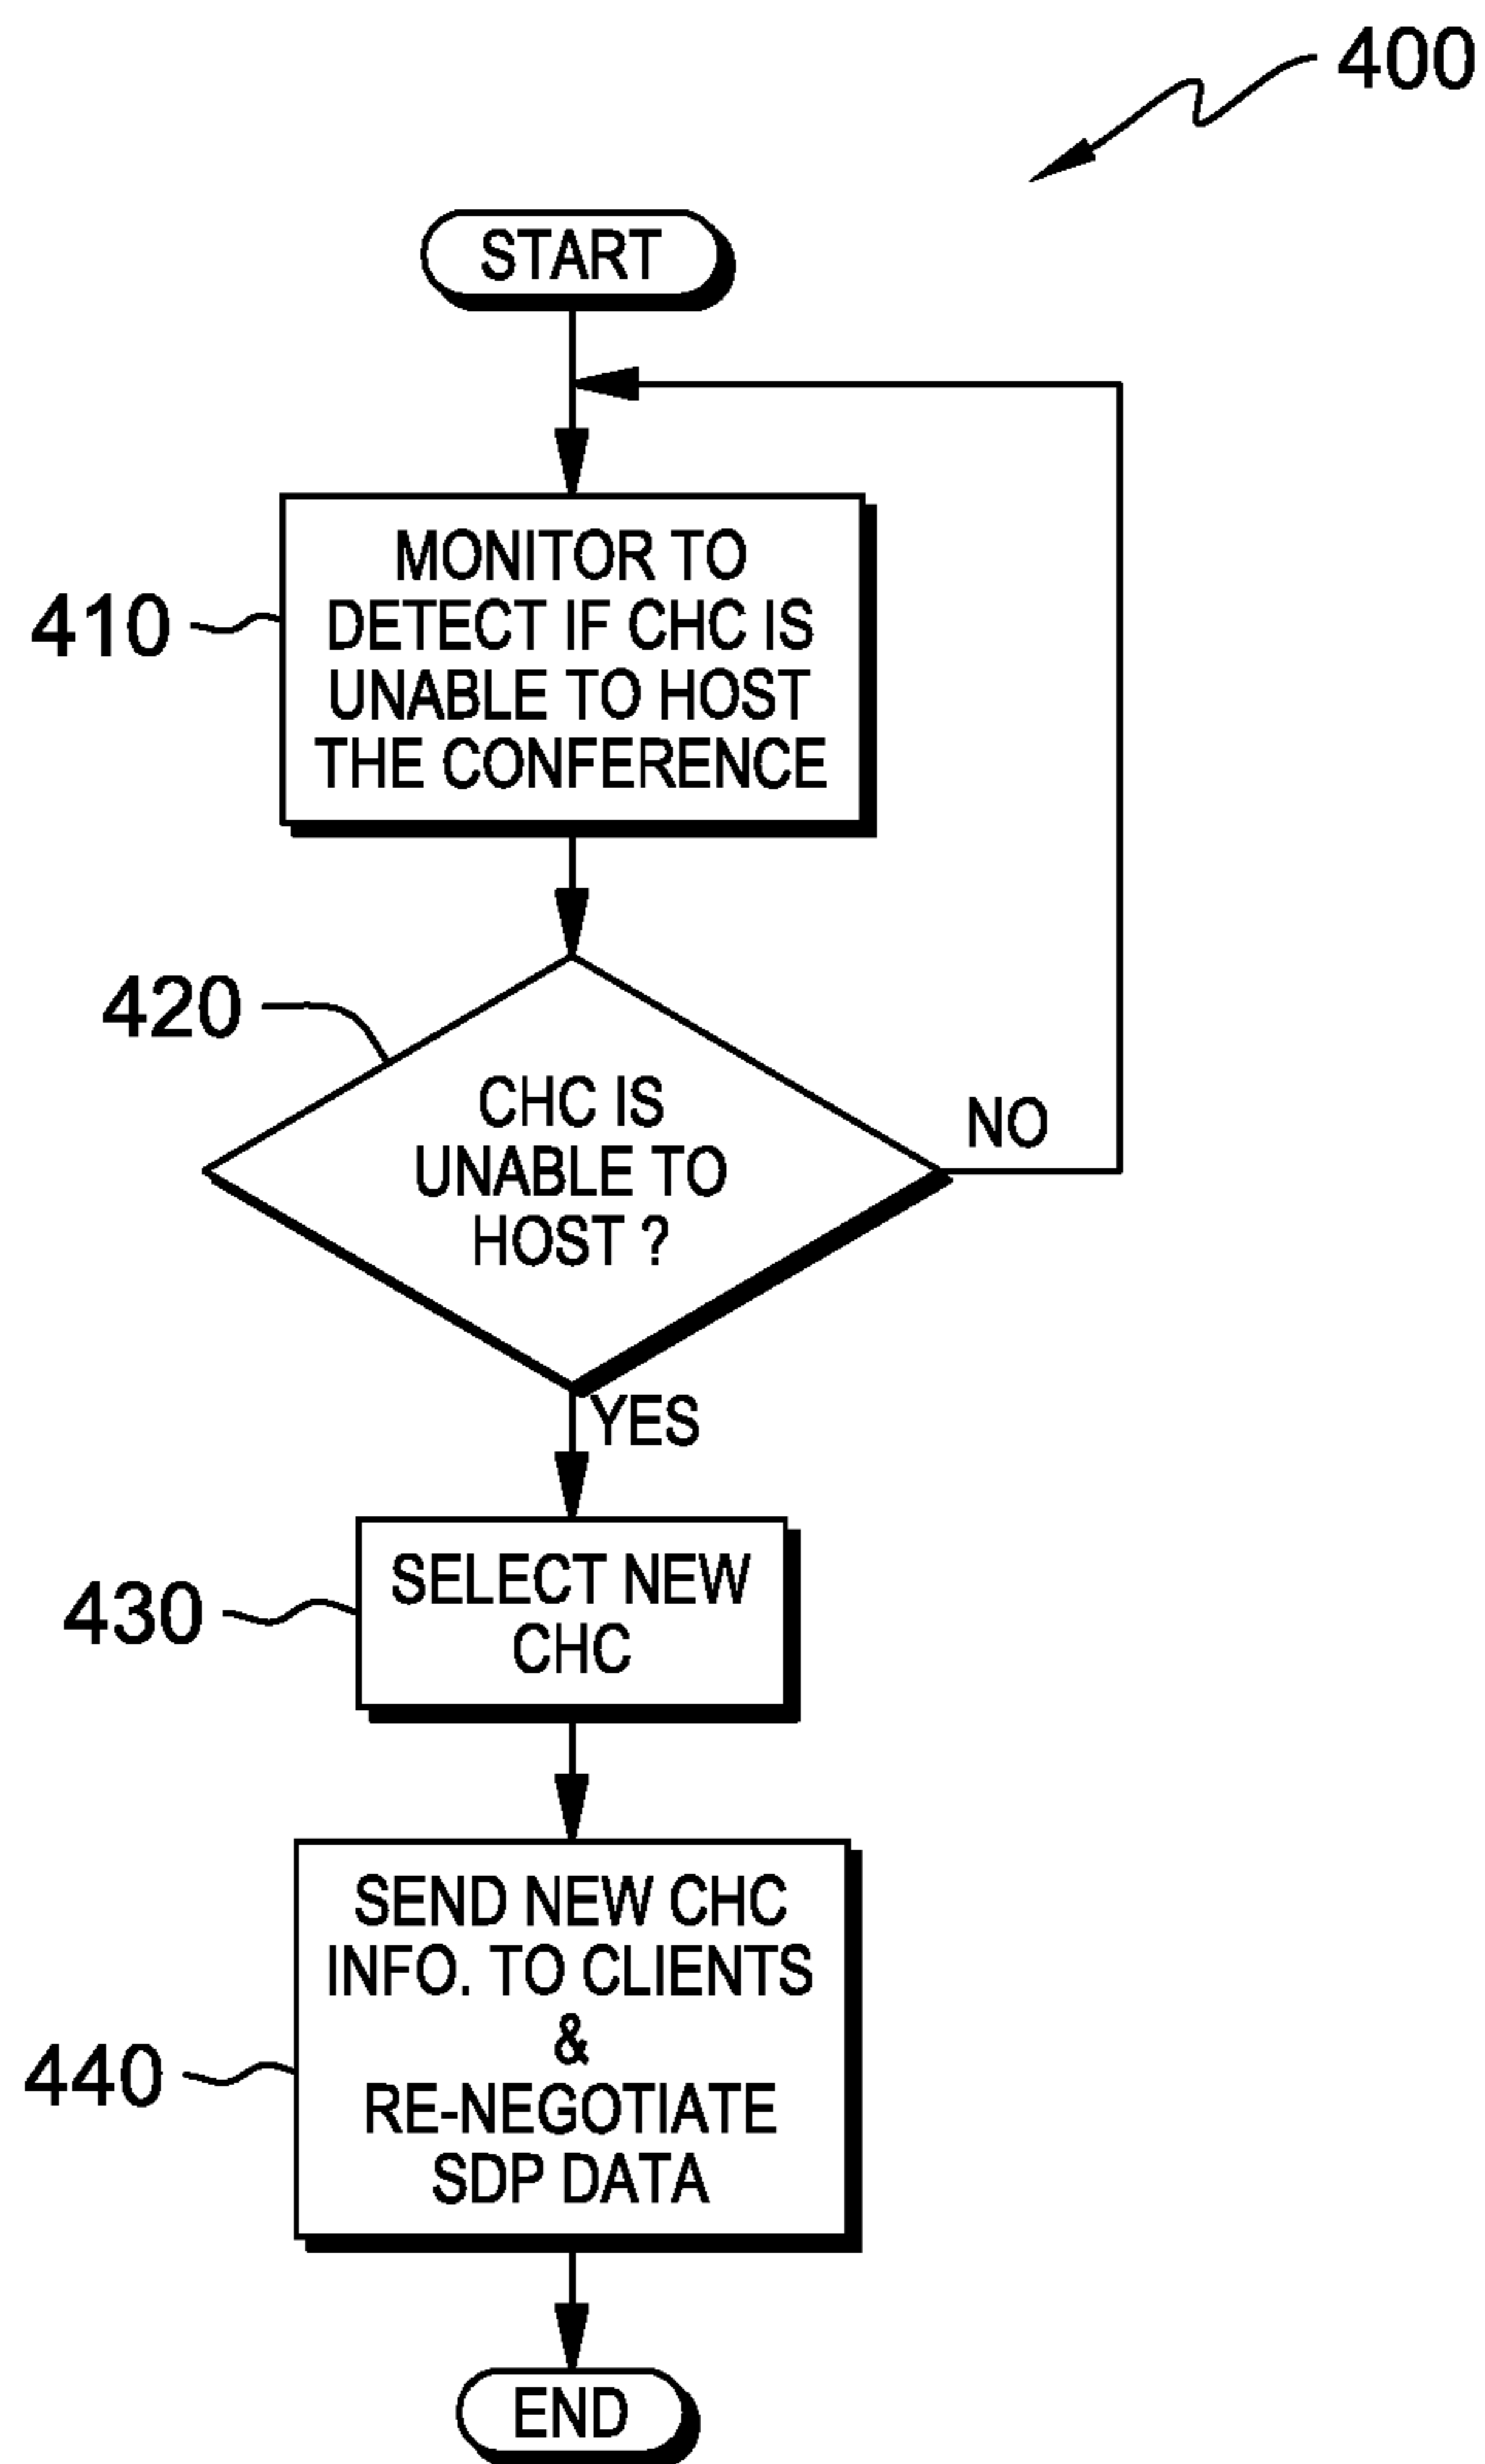 400
START
MONITOR TO
DETECT IF CHC IS
UNABLE TO HOST
THE CONFERENCE
410
420
CHC IS
UNABLE TO
HOST ?
NO
YES
SELECT NEW
CHC
430
SEND NEW CHC
INFO. TO CLIENTS
&
RE-NEGOTIATE
SDP DATA
440
END